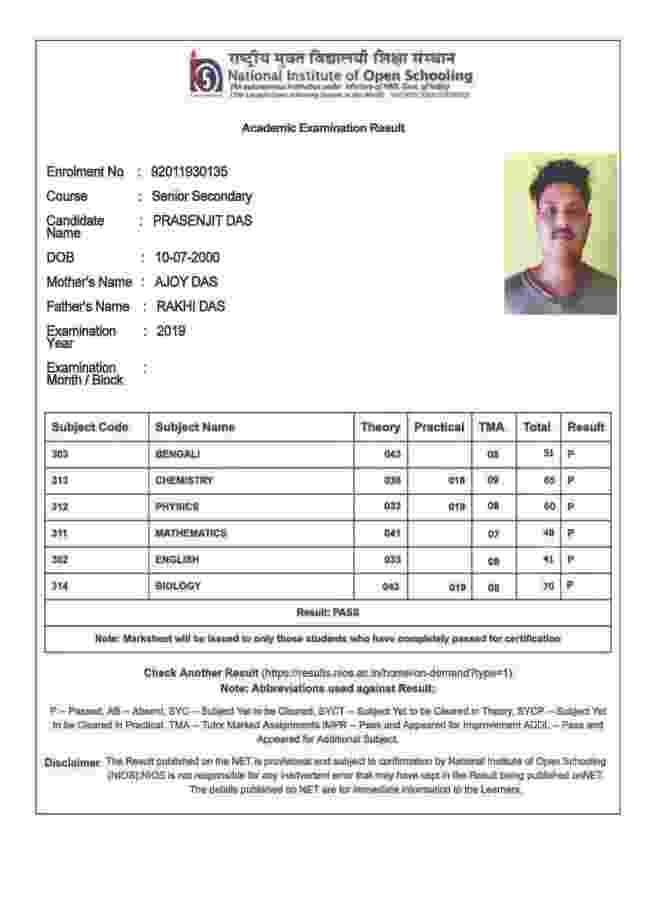 राष्ट्रीय मुक्त विद्यालयी शिक्षा संस्थान
National Institute of Open Schooling
Academic Examination Result
Enrolment No : 92011930135
Course : Senior Secondary
Candidate Name : PRASENJIT DAS
DOB : 10-07-2000
Mother's Name : AJOY DAS
Father's Name : RAKHI DAS
Examination Year : 2019
Examination Month / Block :
Subject Code Subject Name Theory Practical TMA Total Result
303 BENGALI 043 08 51 P
313 CHEMISTRY 038 018 09 65 P
312 PHYSICS 033 019 08 60 P
311 MATHEMATICS 041 07 48 P
302 ENGLISH 033 08 41 P
314 BIOLOGY 043 019 08 70 P
Result: PASS
Note: Marksheet will be issued to only those students who have completely passed for certification
Check Another Result (https://results.nios.ac.in/home/on-demand?type=1)
Note: Abbreviations used against Result:
P – Passed, AB – Absent, SYC – Subject Yet to be Cleared, SYCT – Subject Yet to be Cleared in Theory, SYCP – Subject Yet
to be Cleared in Practical. TMA – Tutor Marked Assignments IMPR – Pass and Appeared for Improvement ADDL – Pass and
Appeared for Additional Subject.
Disclaimer: The Result published on the NET is provisional and subject to confirmation by National Institute of Open Schooling
(NIOS).NIOS is not responsible for any inadvertent error that may have crept in the Result being published onNET.
The details published on NET are for immediate information to the Learners.